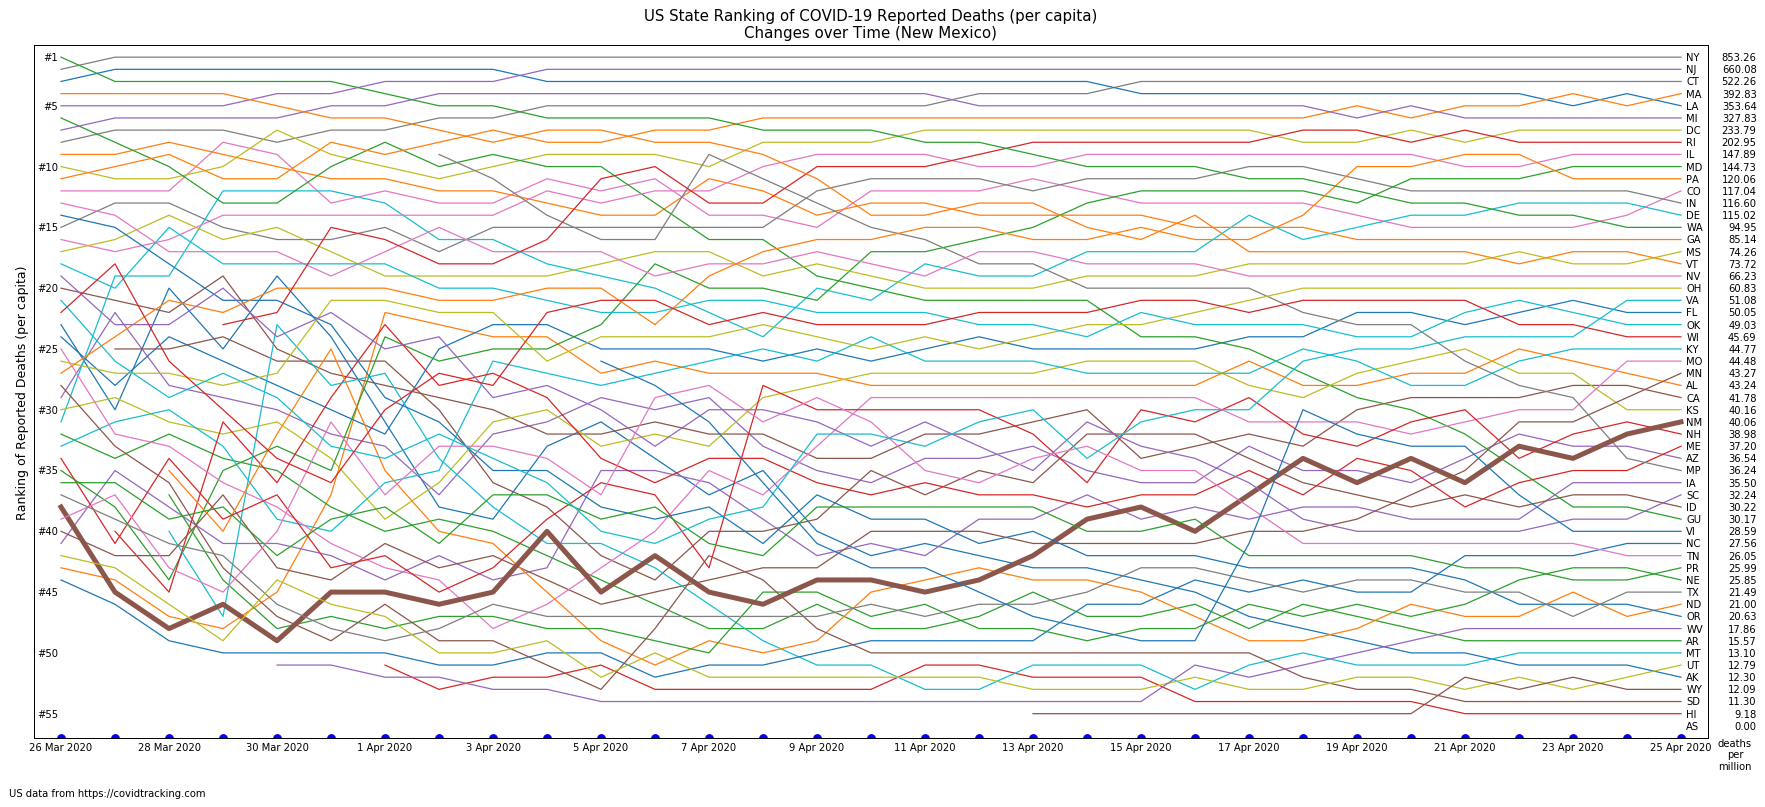 US State Ranking of COVID-19 Reported Deaths (per capita)
Changes over Time (New Mexico)
Ranking of Reported Deaths (per capita)
#1
#5
#10
#15
#20
#25
#30
#35
#40
#45
#50
#55
NY 853.26
NJ 660.08
CT 522.26
MA 392.83
LA 353.64
MI 327.83
DC 233.79
RI 202.95
IL 147.89
MD 144.73
PA 120.06
CO 117.04
IN 116.60
DE 115.02
WA 94.95
GA 85.14
MS 74.26
VT 73.72
NV 66.23
OH 60.83
VA 51.08
FL 50.05
OK 49.03
WI 45.69
KY 44.77
MO 44.48
MN 43.27
AL 43.24
CA 41.78
KS 40.16
NM 40.06
NH 38.98
ME 37.20
AZ 36.54
MP 36.24
IA 35.50
SC 32.24
ID 30.22
GU 30.17
VI 28.59
NC 27.56
TN 26.05
PR 25.99
NE 25.85
TX 21.49
ND 21.00
OR 20.63
WV 17.86
AR 15.57
MT 13.10
UT 12.79
AK 12.30
WY 12.09
SD 11.30
HI 9.18
AS 0.00
26 Mar 2020 28 Mar 2020 30 Mar 2020 1 Apr 2020 3 Apr 2020 5 Apr 2020 7 Apr 2020 9 Apr 2020 11 Apr 2020 13 Apr 2020 15 Apr 2020 17 Apr 2020 19 Apr 2020 21 Apr 2020 23 Apr 2020 25 Apr 2020
deaths
per
million
US data from https://covidtracking.com